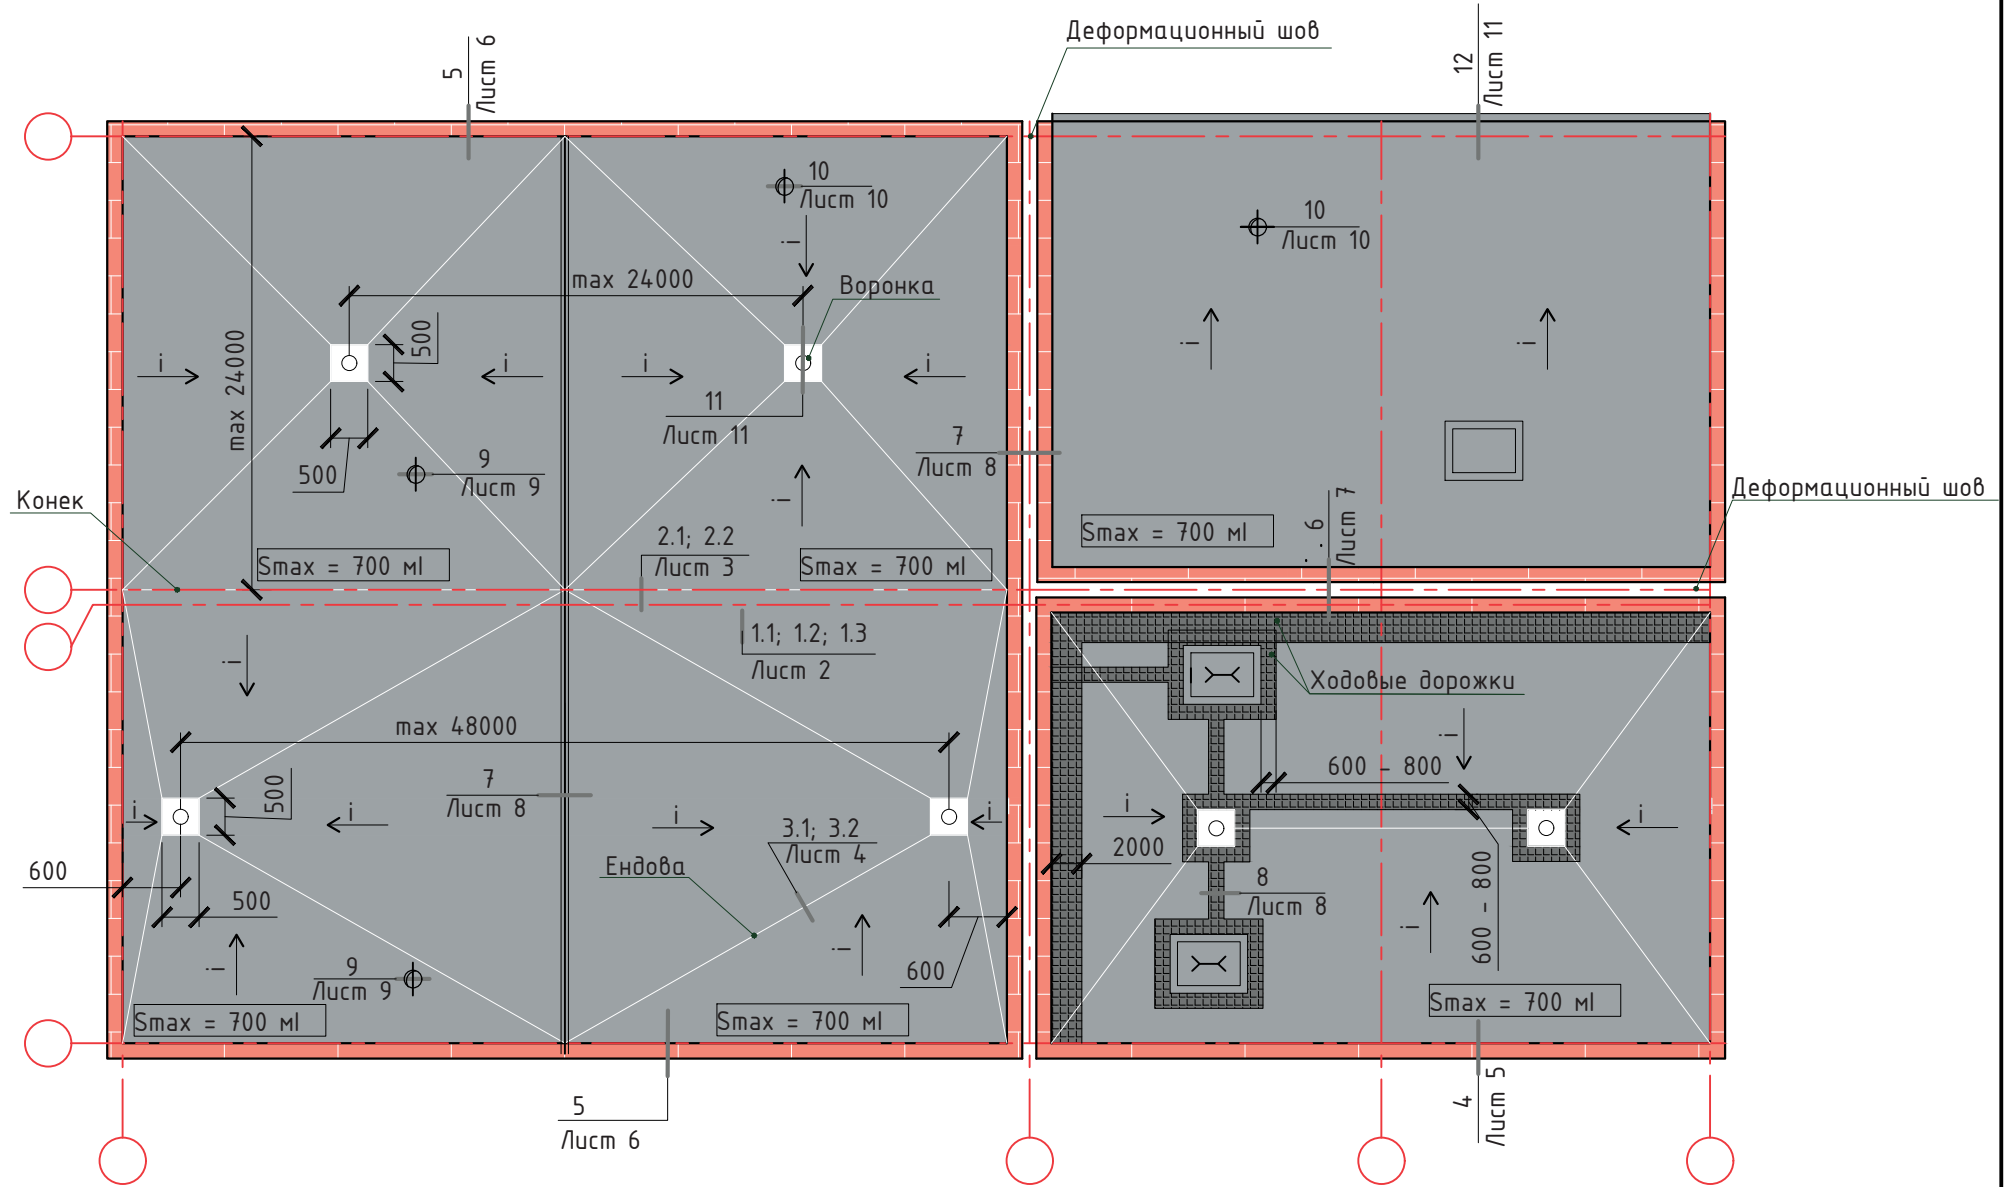 Деформационный шов
5
Лист 6
12
Лист 11
10
Лист 10
10
Лист 10
i
max 24000
Воронка
500
i
i
i
i
i
i
max 24000
11
Лист 11
500
9
Лист 9
i
7
Лист 8
Конек
Деформационный шов
Smax = 700 мl
2.1; 2.2
Лист 3
Smax = 700 мl
Smax = 700 мl
6
Лист 7
1.1; 1.2; 1.3
Лист 2
i
Ходовые дорожки
max 48000
i
600 - 800
500
7
Лист 8
i
i
i
3.1; 3.2
Лист 4
i
i
i
2000
Ендова
600
500
8
Лист 8
600 - 800
i
i
i
9
Лист 9
600
Smax = 700 мl
Smax = 700 мl
Smax = 700 мl
5
Лист 6
4
Лист 5